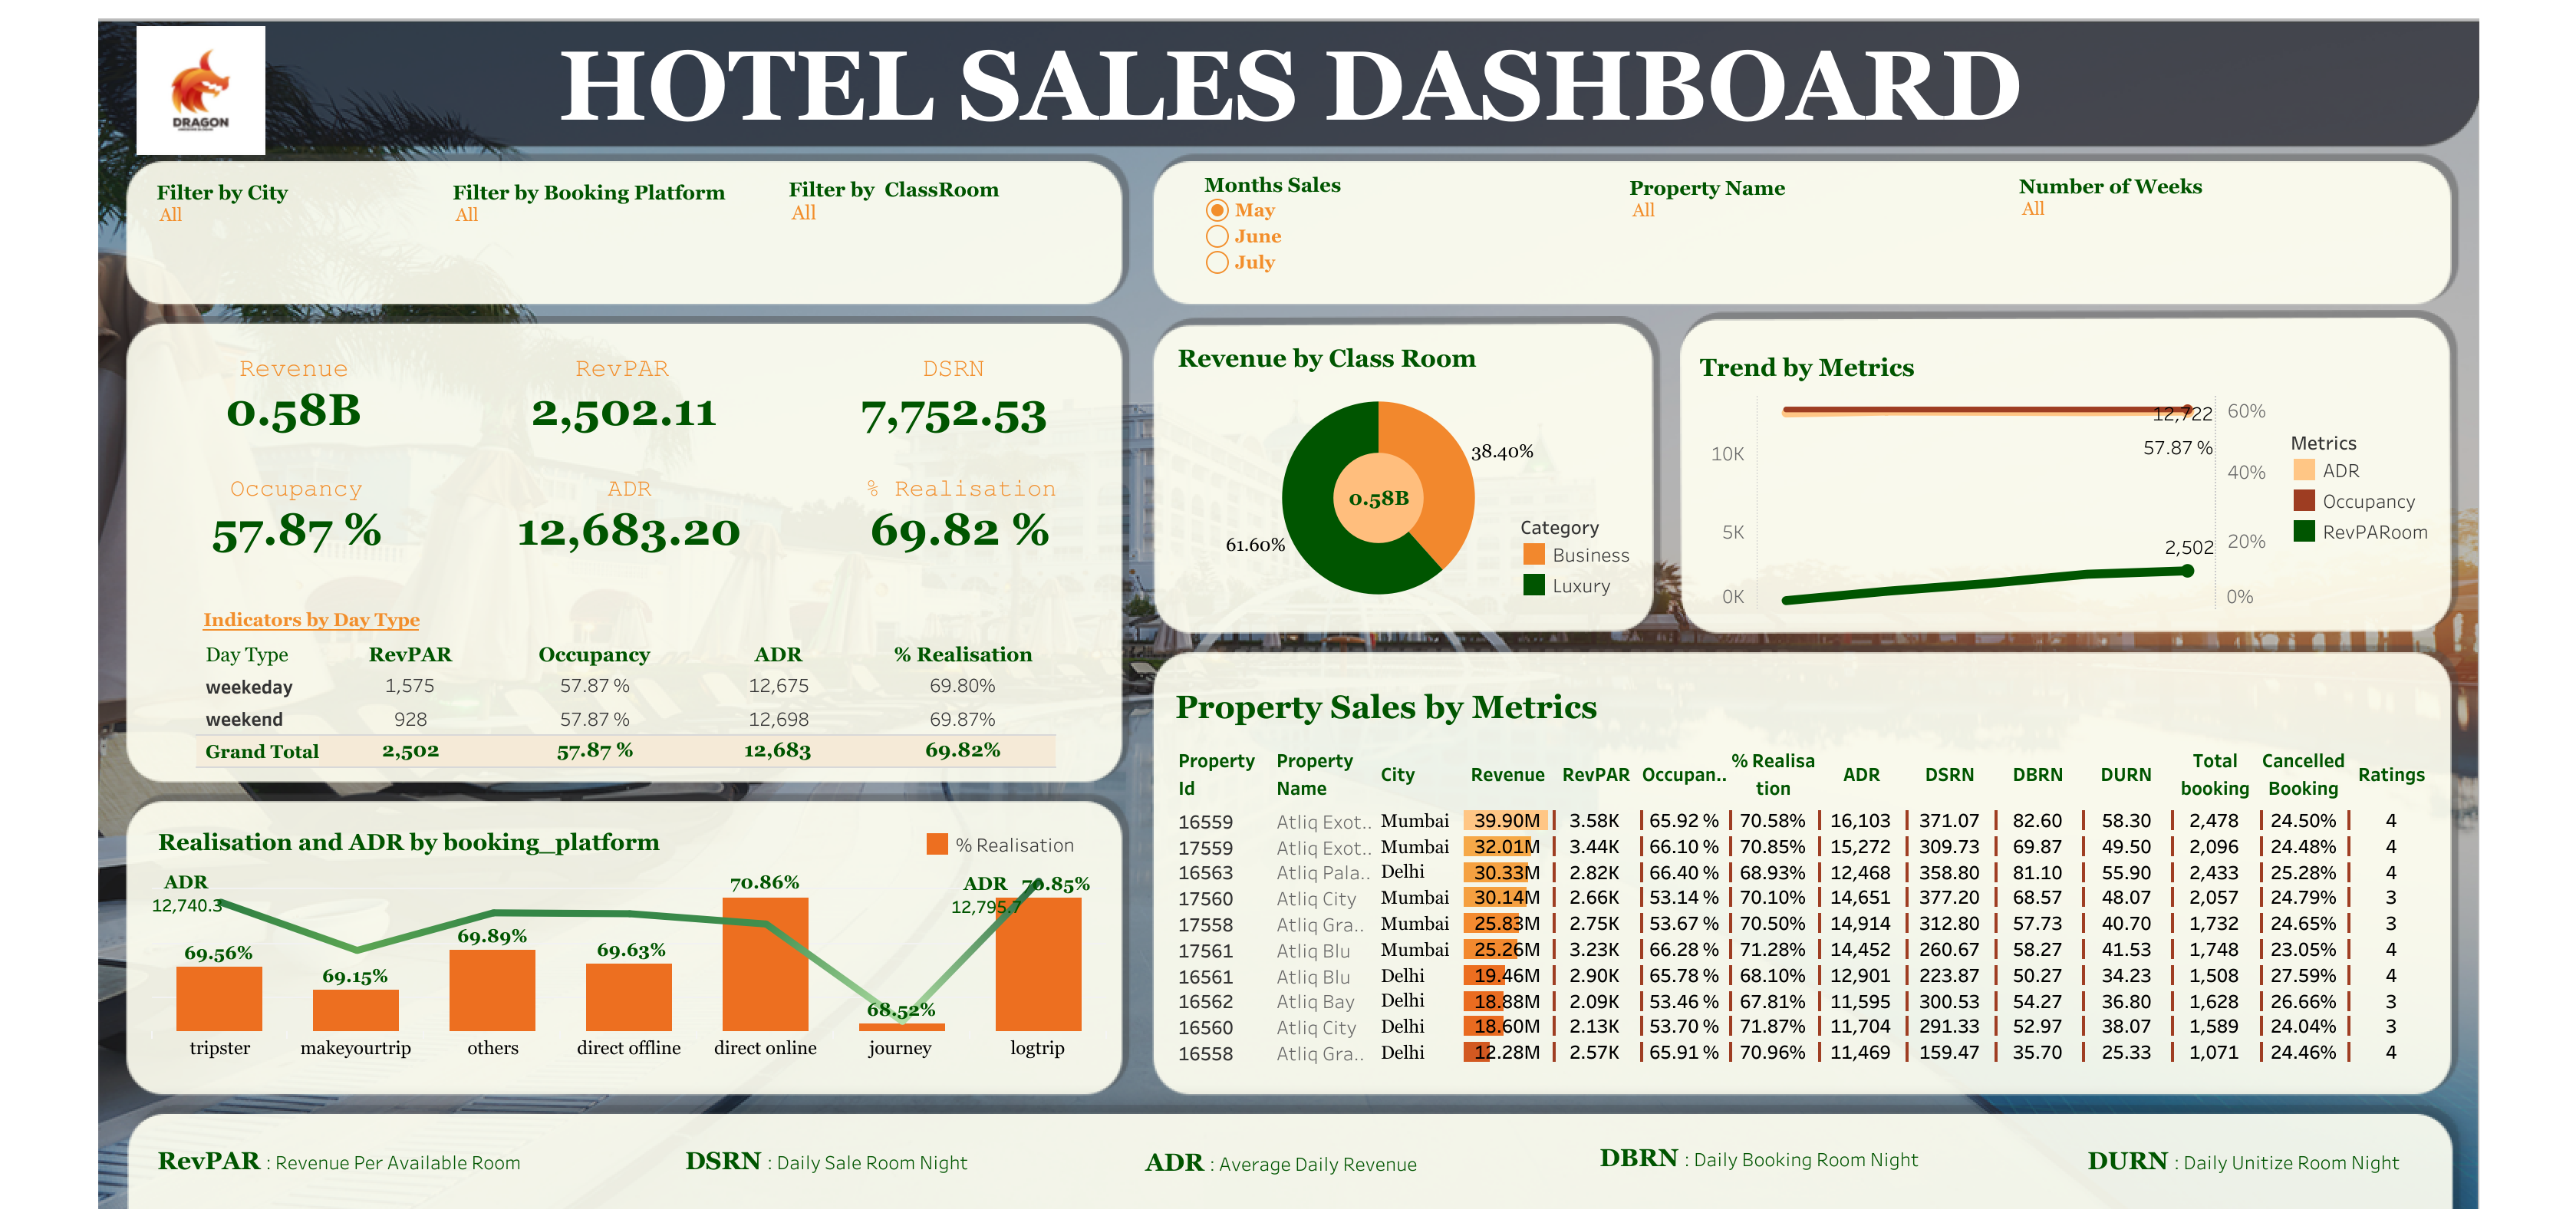 DRAGON
HOTEL SALES DASHBOARD
Filter by City
All
Filter by Booking Platform
All
Filter by ClassRoom
All
Months Sales
May
June
July
Property Name
All
Number of Weeks
All
Revenue
0.58B
RevPAR
2,502.11
DSRN
7,752.53
Occupancy
57.87 %
ADR
12,683.20
% Realisation
69.82 %
Indicators by Day Type
Day Type RevPAR Occupancy ADR % Realisation
weekeday 1,575 57.87 % 12,675 69.80%
weekend 928 57.87 % 12,698 69.87%
Grand Total 2,502 57.87 % 12,683 69.82%
Revenue by Class Room
38.40%
0.58B
61.60%
Category
Business
Luxury
Trend by Metrics
12,722
57.87 %
2,502
10K
5K
0K
60%
40%
20%
0%
Metrics
ADR
Occupancy
RevPARoom
Realisation and ADR by booking_platform
% Realisation
ADR
12,740.3
ADR
12,795.7
69.56%
69.15%
69.89%
69.63%
70.86%
68.52%
70.85%
tripster makeyourtrip others direct offline direct online journey logtrip
Property Sales by Metrics
Property Id Property Name City Revenue RevPAR Occupan.. % Realisa tion ADR DSRN DBRN DURN Total booking Cancelled Booking Ratings
16559 Atliq Exot.. Mumbai 39.90M 3.58K 65.92 % 70.58% 16,103 371.07 82.60 58.30 2,478 24.50% 4
17559 Atliq Exot.. Mumbai 32.01M 3.44K 66.10 % 70.85% 15,272 309.73 69.87 49.50 2,096 24.48% 4
16563 Atliq Pala.. Delhi 30.33M 2.82K 66.40 % 68.93% 12,468 358.80 81.10 55.90 2,433 25.28% 4
17560 Atliq City Mumbai 30.14M 2.66K 53.14 % 70.10% 14,651 377.20 68.57 48.07 2,057 24.79% 3
17558 Atliq Gra.. Mumbai 25.83M 2.75K 53.67 % 70.50% 14,914 312.80 57.73 40.70 1,732 24.65% 3
17561 Atliq Blu Mumbai 25.26M 3.23K 66.28 % 71.28% 14,452 260.67 58.27 41.53 1,748 23.05% 4
16561 Atliq Blu Delhi 19.46M 2.90K 65.78 % 68.10% 12,901 223.87 50.27 34.23 1,508 27.59% 4
16562 Atliq Bay Delhi 18.88M 2.09K 53.46 % 67.81% 11,595 300.53 54.27 36.80 1,628 26.66% 3
16560 Atliq City Delhi 18.60M 2.13K 53.70 % 71.87% 11,704 291.33 52.97 38.07 1,589 24.04% 3
16558 Atliq Gra.. Delhi 12.28M 2.57K 65.91 % 70.96% 11,469 159.47 35.70 25.33 1,071 24.46% 4
RevPAR : Revenue Per Available Room
DSRN : Daily Sale Room Night
ADR : Average Daily Revenue
DBRN : Daily Booking Room Night
DURN : Daily Unitize Room Night